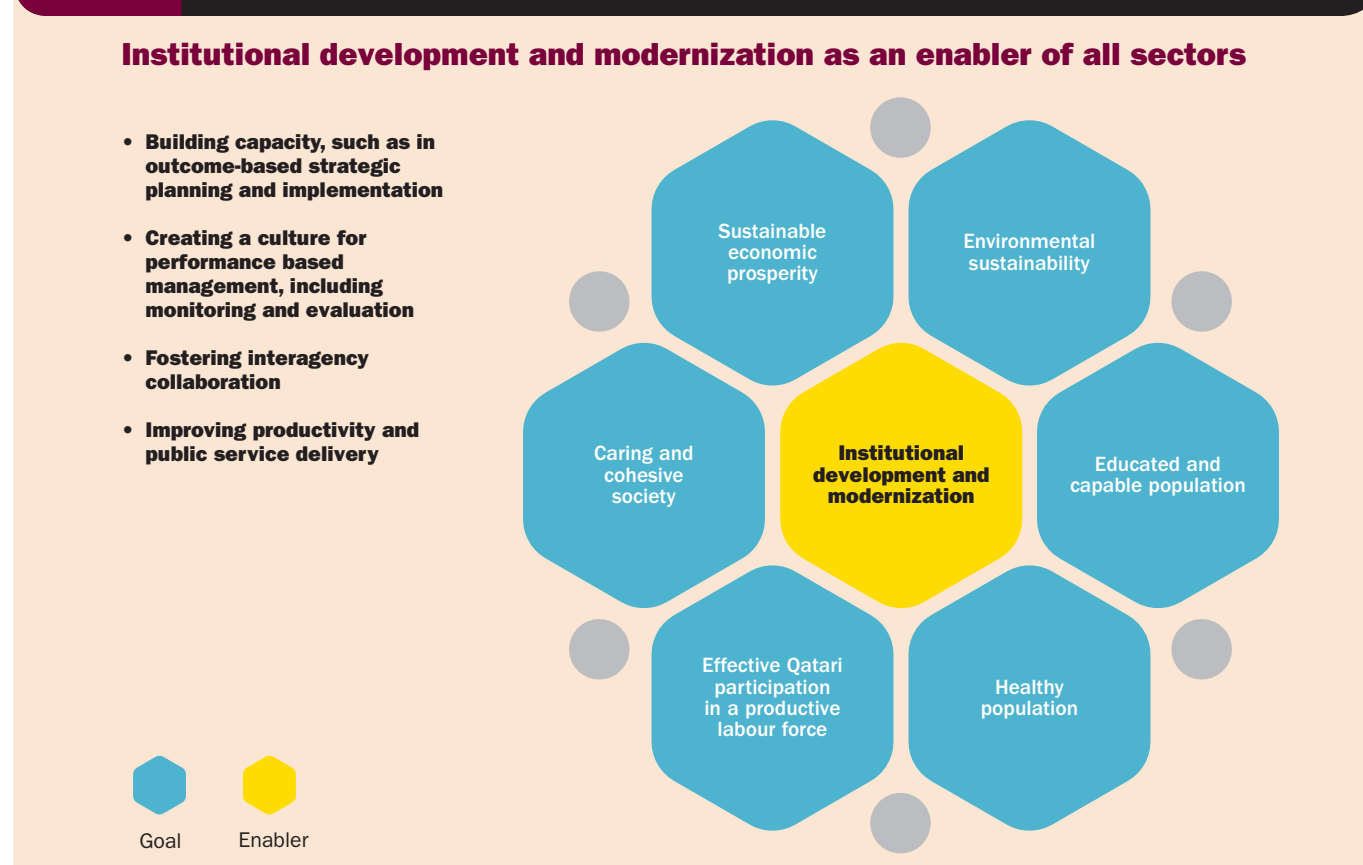 Institutional development and modernization as an enabler of all sectors
• Building capacity, such as in
outcome-based strategic
planning and implementation
• Creating a culture for
performance based
management, including
monitoring and evaluation
• Fostering interagency
collaboration
• Improving productivity and
public service delivery
Sustainable
economic
prosperity
Environmental
sustainability
Caring and
cohesive
society
Institutional
development and
modernization
Educated and
capable population
Effective Qatari
participation
in a productive
labour force
Healthy
population
Goal
Enabler